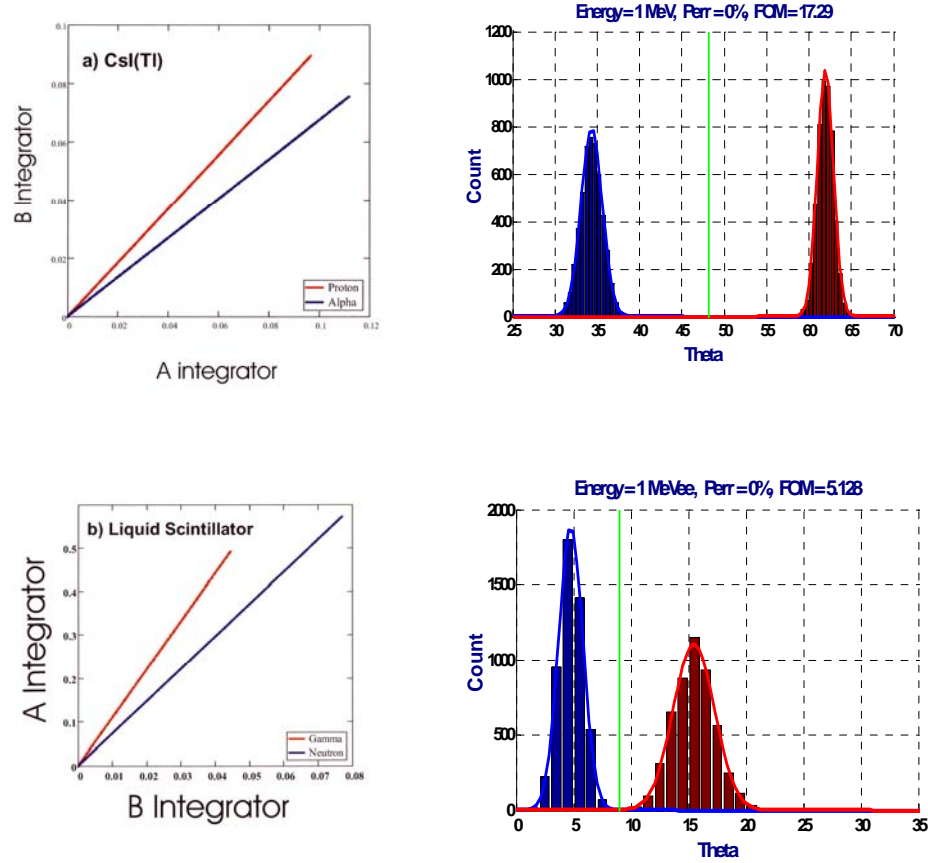 a) CsI(Tl)
B Integrator
0.1
0.08
0.06
0.04
0.02
0
0 0.02 0.04 0.06 0.08 0.1 0.12
Proton
Alpha
A integrator
Energy = 1 MeV, Perr = 0%, FOM = 17.29
Count
1200
1000
800
600
400
200
0
25 30 35 40 45 50 55 60 65 70
Theta
b) Liquid Scintillator
A Integrator
0.5
0.4
0.3
0.2
0.1
0
0 0.01 0.02 0.03 0.04 0.05 0.06 0.07 0.08
Gamma
Neutron
B Integrator
Energy = 1 MeVee, Perr = 0%, FOM = 5.128
Count
2000
1500
1000
500
0
0 5 10 15 20 25 30 35
Theta